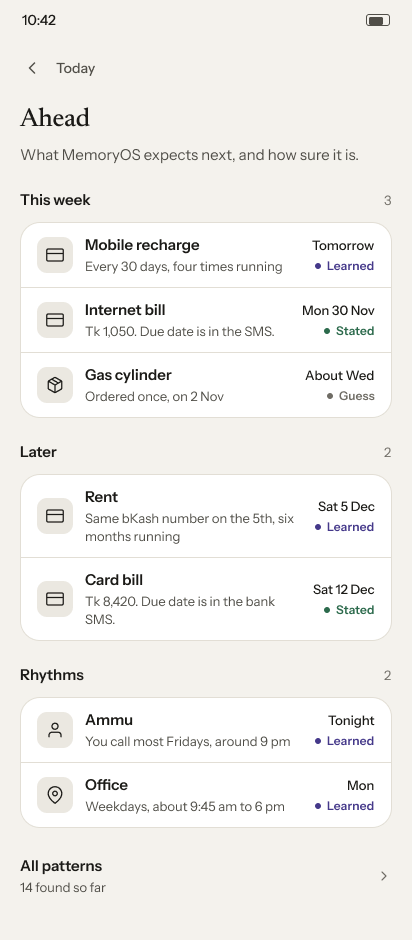 10:42
Today
Ahead
What MemoryOS expects next, and how sure it is.
This week 3
Mobile recharge Tomorrow
Every 30 days, four times running Learned
Internet bill Mon 30 Nov
Tk 1,050. Due date is in the SMS. Stated
Gas cylinder About Wed
Ordered once, on 2 Nov Guess
Later 2
Rent Sat 5 Dec
Same bKash number on the 5th, six
months running
Learned
Card bill Sat 12 Dec
Tk 8,420. Due date is in the bank
SMS.
Stated
Rhythms 2
Ammu Tonight
You call most Fridays, around 9 pm Learned
Office Mon
Weekdays, about 9:45 am to 6 pm Learned
All patterns
14 found so far